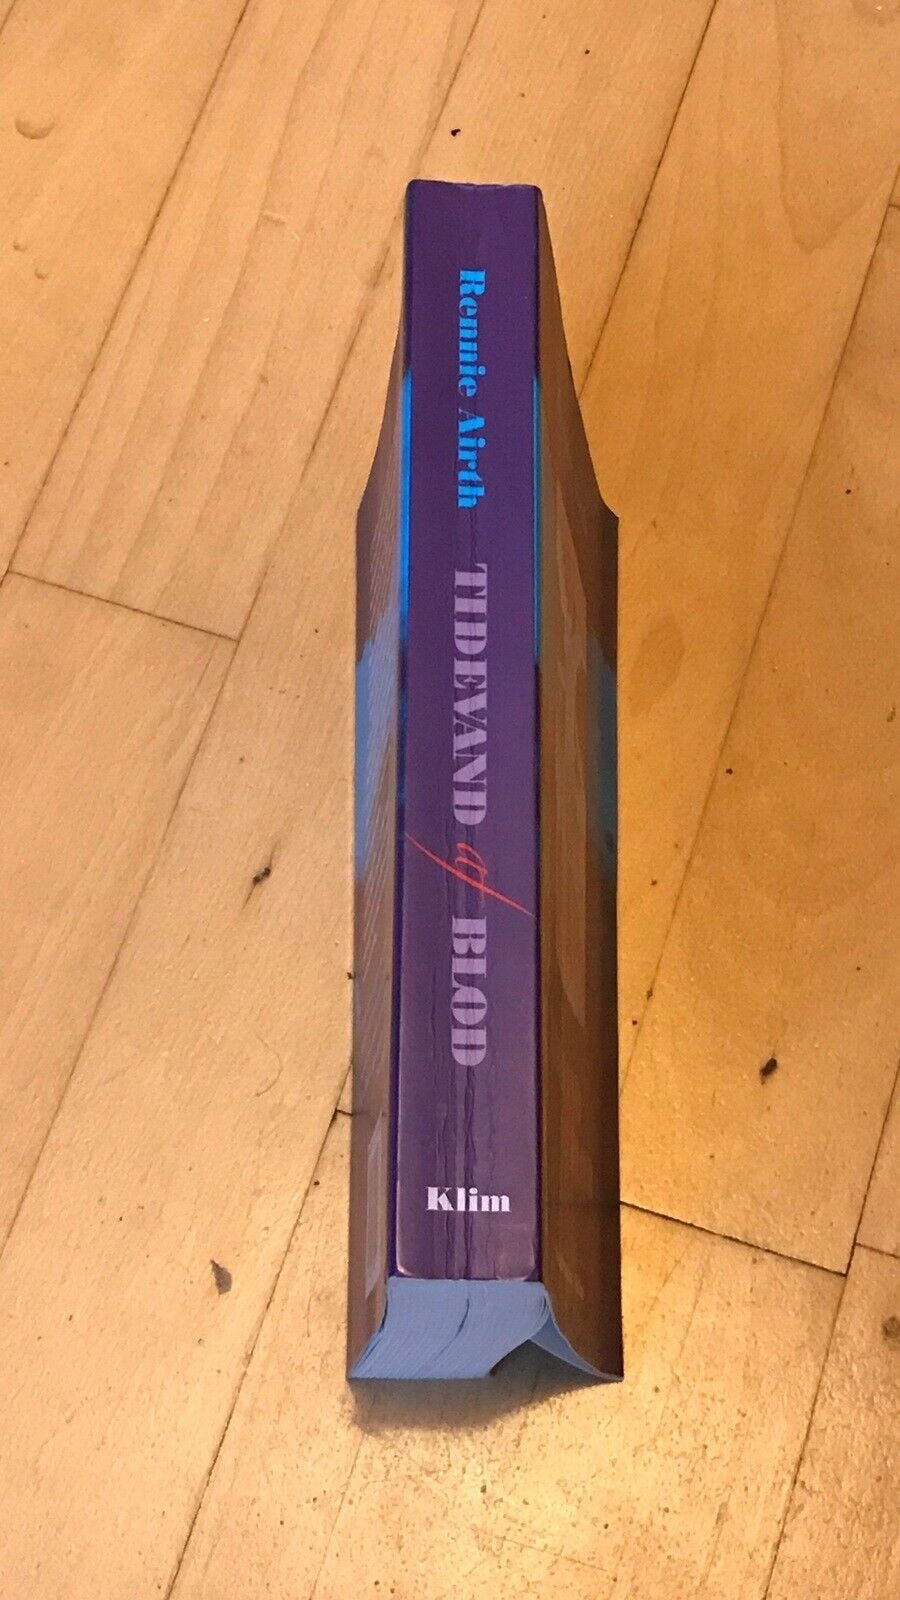 Rennie Airth
TIDEVAND af BLOD
Klim